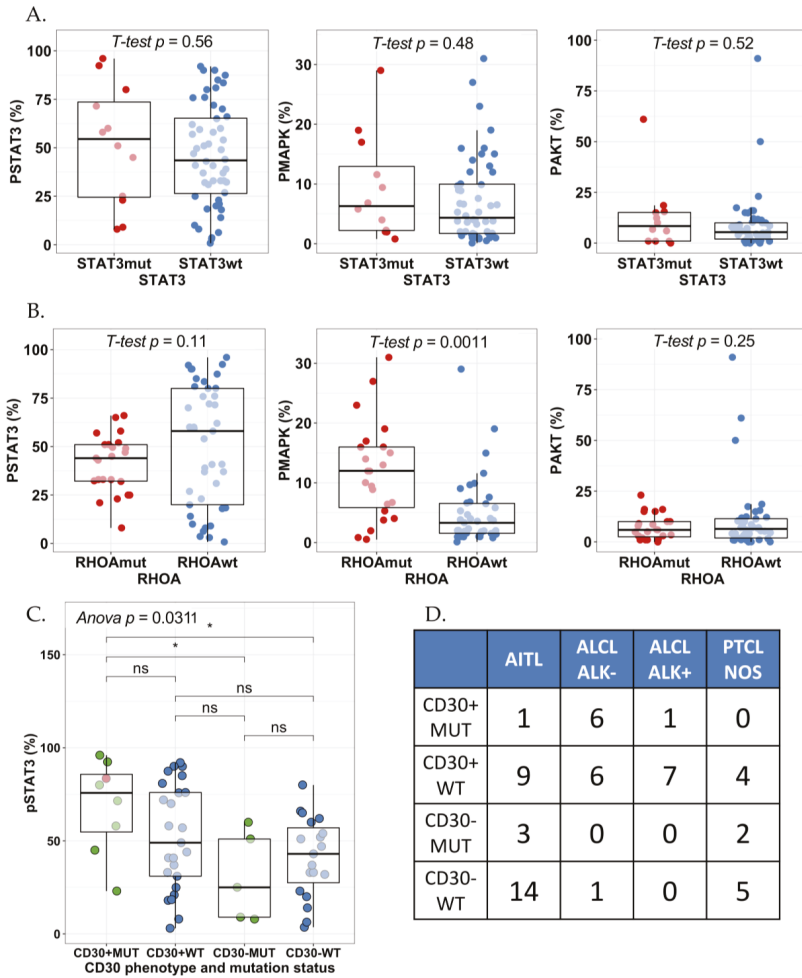 A.
T-test p = 0.56
T-test p = 0.48
T-test p = 0.52
PSTAT3 (%)
100
75
50
25
0
STAT3mut STAT3wt
STAT3
PMAPK (%)
30
20
10
0
STAT3mut STAT3wt
STAT3
PAKT (%)
100
75
50
25
0
STAT3mut STAT3wt
STAT3
B.
T-test p = 0.11
T-test p = 0.0011
T-test p = 0.25
PSTAT3 (%)
100
75
50
25
0
RHOAmut RHOAwt
RHOA
PMAPK (%)
30
20
10
0
RHOAmut RHOAwt
RHOA
PAKT (%)
100
75
50
25
0
RHOAmut RHOAwt
RHOA
C.
Anova p = 0.0311
*
*
ns
ns
ns
ns
pSTAT3 (%)
150
100
50
0
CD30+MUT CD30+WT CD30-MUT CD30-WT
CD30 phenotype and mutation status
D.
AITL ALCL ALK- ALCL ALK+ PTCL NOS
CD30+ MUT 1 6 1 0
CD30+ WT 9 6 7 4
CD30- MUT 3 0 0 2
CD30- WT 14 1 0 5